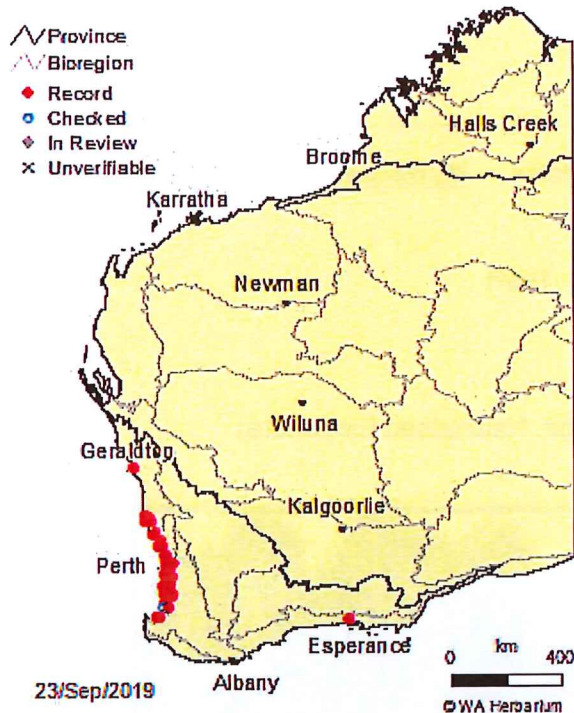 Province
Bioregion
Record
Checked
In Review
Unverifiable
Halls Creek
Broome
Karratha
Newman
Wiluna
Geraldton
Kalgoorlie
Perth
Esperance
Albany
0 km 400
23/Sep/2019
© WA Herbarium